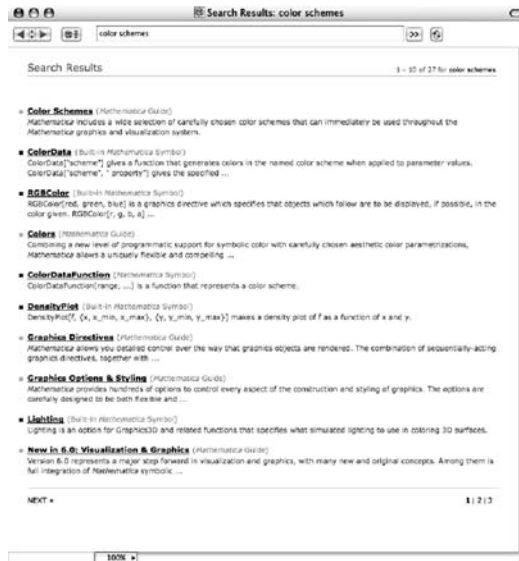 Search Results: color schemes
color schemes
>>
Search Results
1 – 10 of 27 for color schemes
Color Schemes (Mathematica Guide)
Mathematica includes a wide selection of carefully chosen color schemes that can immediately be used throughout the
Mathematica graphics and visualization system.
ColorData (Built-in Mathematica Symbol)
ColorData["scheme"] gives a function that generates colors in the named color scheme when applied to parameter values.
ColorData["scheme", "property"] gives the specified ...
RGBColor (Built-in Mathematica Symbol)
RGBColor[red, green, blue] is a graphics directive which specifies that objects which follow are to be displayed, if possible, in the
color given. RGBColor[r, g, b, a] ...
Colors (Mathematica Guide)
Combining a new level of programmatic support for symbolic color with carefully chosen aesthetic color parametrizations,
Mathematica allows a uniquely flexible and compelling ...
ColorDataFunction (Mathematica Symbol)
ColorDataFunction[range, ...] is a function that represents a color scheme.
DensityPlot (Built-in Mathematica Symbol)
DensityPlot[f, {x, x_min, x_max}, {y, y_min, y_max}] makes a density plot of f as a function of x and y.
Graphics Directives (Mathematica Guide)
Mathematica allows you detailed control over the way that graphics objects are rendered. The combination of sequentially-acting
graphics directives, together with ...
Graphics Options & Styling (Mathematica Guide)
Mathematica provides hundreds of options to control every aspect of the construction and styling of graphics. The options are
carefully designed to be both flexible and ...
Lighting (Built-in Mathematica Symbol)
Lighting is an option for Graphics3D and related functions that specifies what simulated lighting to use in coloring 3D surfaces.
New in 6.0: Visualization & Graphics (Mathematica Guide)
Version 6.0 represents a major step forward in visualization and graphics, with many new and original concepts. Among them is
full integration of Mathematica symbolic ...
NEXT »
1 | 2 | 3
100%